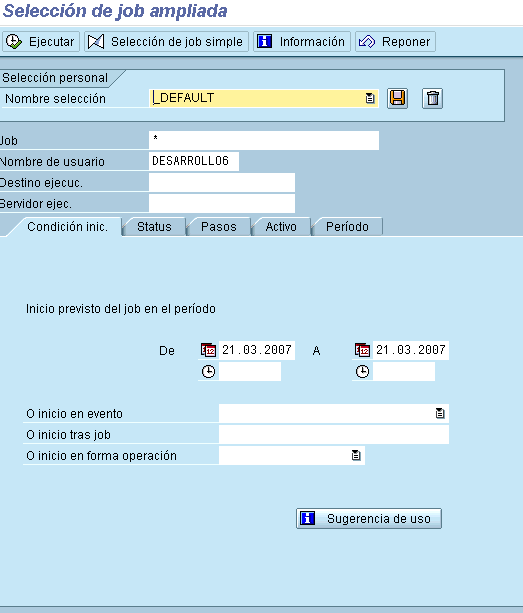 Selección de job ampliada
Ejecutar Selección de job simple Información Reponer
Selección personal
Nombre selección _DEFAULT
Job *
Nombre de usuario DESARROLLO6
Destino ejecuc.
Servidor ejec.
Condición inic. Status Pasos Activo Período
Inicio previsto del job en el período
De 21.03.2007 A 21.03.2007
O inicio en evento
O inicio tras job
O inicio en forma operación
Sugerencia de uso